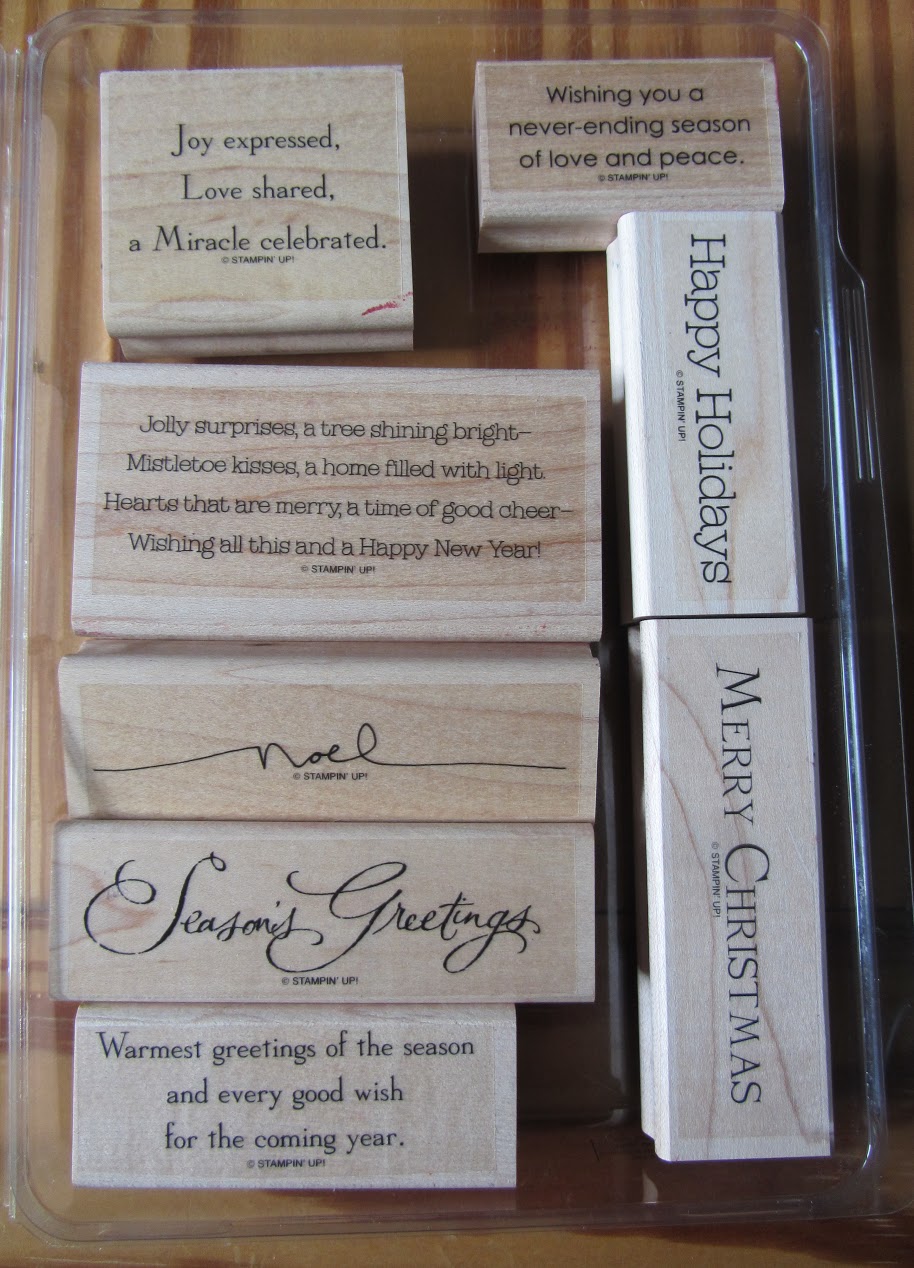 Joy expressed,
Love shared,
a Miracle celebrated.
© STAMPIN' UP!
Wishing you a
never-ending season
of love and peace.
© STAMPIN' UP!
Happy Holidays
© STAMPIN' UP!
Jolly surprises, a tree shining bright–
Mistletoe kisses, a home filled with light.
Hearts that are merry, a time of good cheer–
Wishing all this and a Happy New Year!
© STAMPIN' UP!
noel
© STAMPIN' UP!
Season's Greetings
© STAMPIN' UP!
MERRY CHRISTMAS
© STAMPIN' UP!
Warmest greetings of the season
and every good wish
for the coming year.
© STAMPIN' UP!